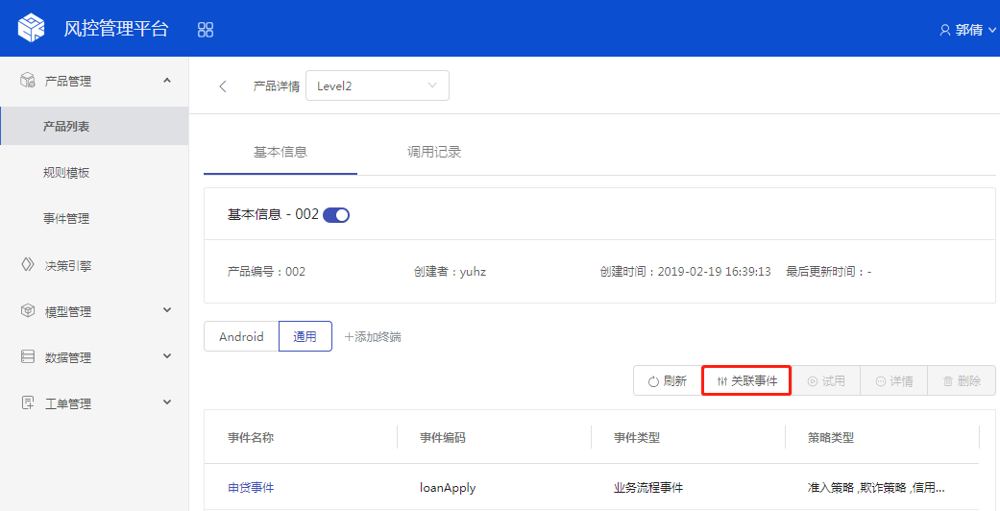 风控管理平台
郭倩
产品管理
产品列表
规则模板
事件管理
决策引擎
模型管理
数据管理
工单管理
产品详情 Level2
基本信息 调用记录
基本信息 - 002
产品编号：002 创建者：yuhz 创建时间：2019-02-19 16:39:13 最后更新时间：-
Android 通用 +添加终端
刷新 关联事件 试用 详情 删除
事件名称 事件编码 事件类型 策略类型
申贷事件 loanApply 业务流程事件 准入策略 ,欺诈策略 ,信用...